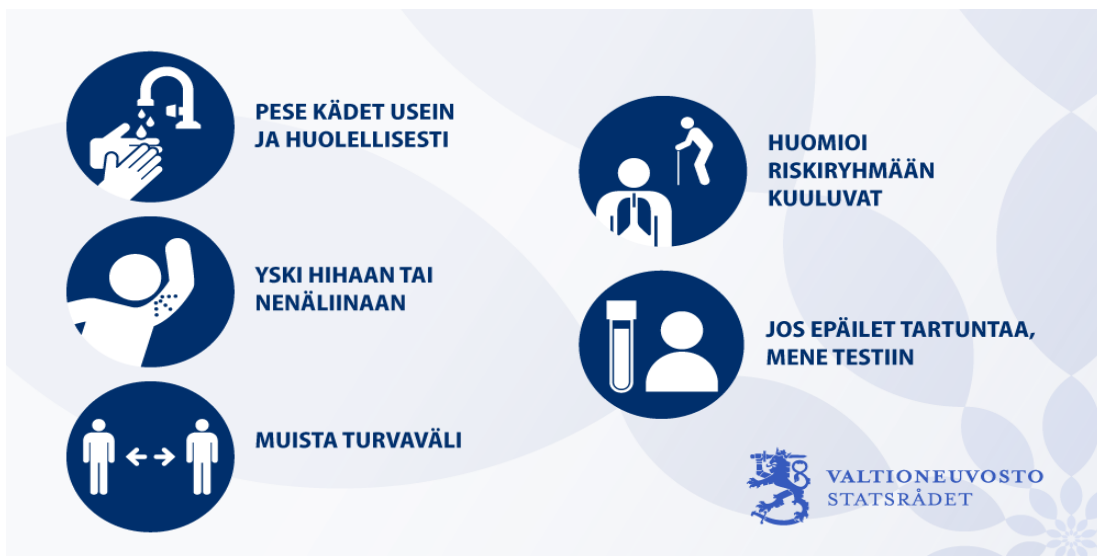 PESE KÄDET USEIN
JA HUOLELLISESTI
YSKI HIHAAN TAI
NENÄLIINAAN
MUISTA TURVAVÄLI
HUOMIOI
RISKIRYHMÄÄN
KUULUVAT
JOS EPÄILET TARTUNTAA,
MENE TESTIIN
VALTIONEUVOSTO
STATSRÅDET